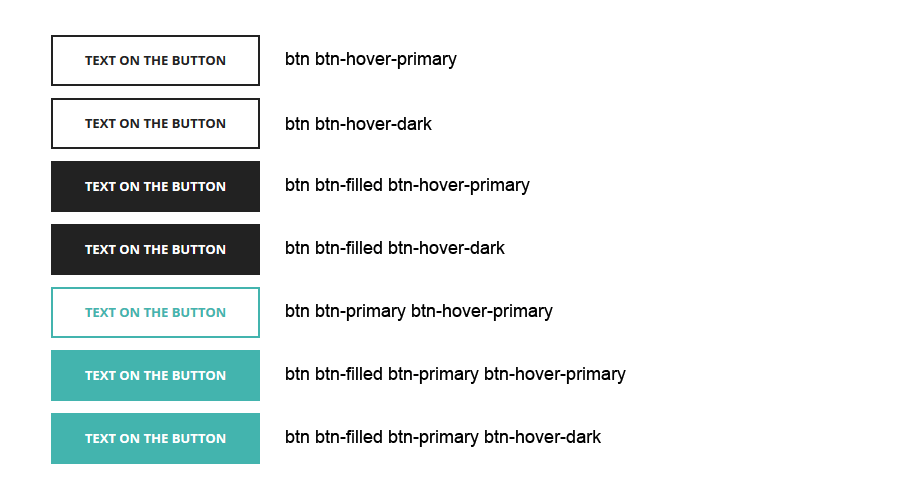 TEXT ON THE BUTTON btn btn-hover-primary
TEXT ON THE BUTTON btn btn-hover-dark
TEXT ON THE BUTTON btn btn-filled btn-hover-primary
TEXT ON THE BUTTON btn btn-filled btn-hover-dark
TEXT ON THE BUTTON btn btn-primary btn-hover-primary
TEXT ON THE BUTTON btn btn-filled btn-primary btn-hover-primary
TEXT ON THE BUTTON btn btn-filled btn-primary btn-hover-dark